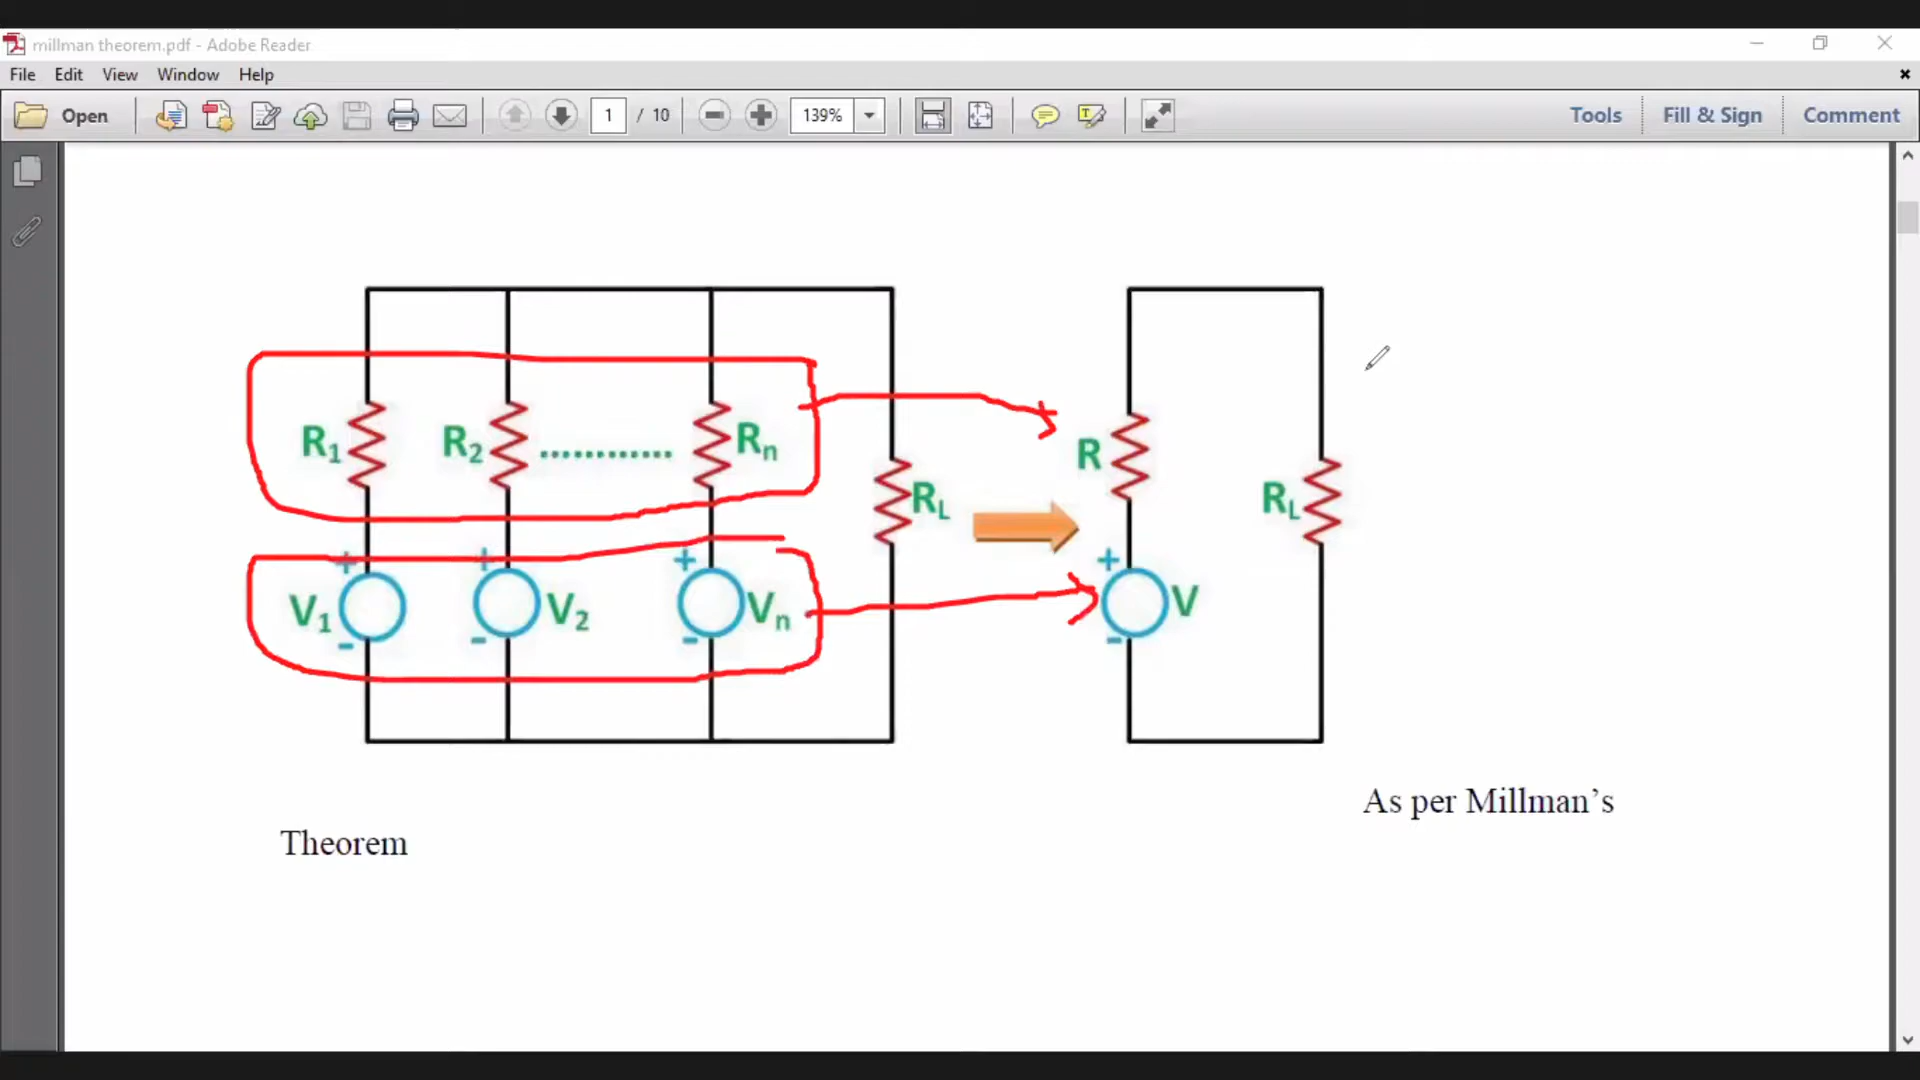 millman theorem.pdf - Adobe Reader
File Edit View Window Help
Open 1 / 10 139% Tools Fill & Sign Comment
R1 R2 ............ Rn RL R RL
+ + + +
V1 V2 Vn V
- - - -
As per Millman’s
Theorem